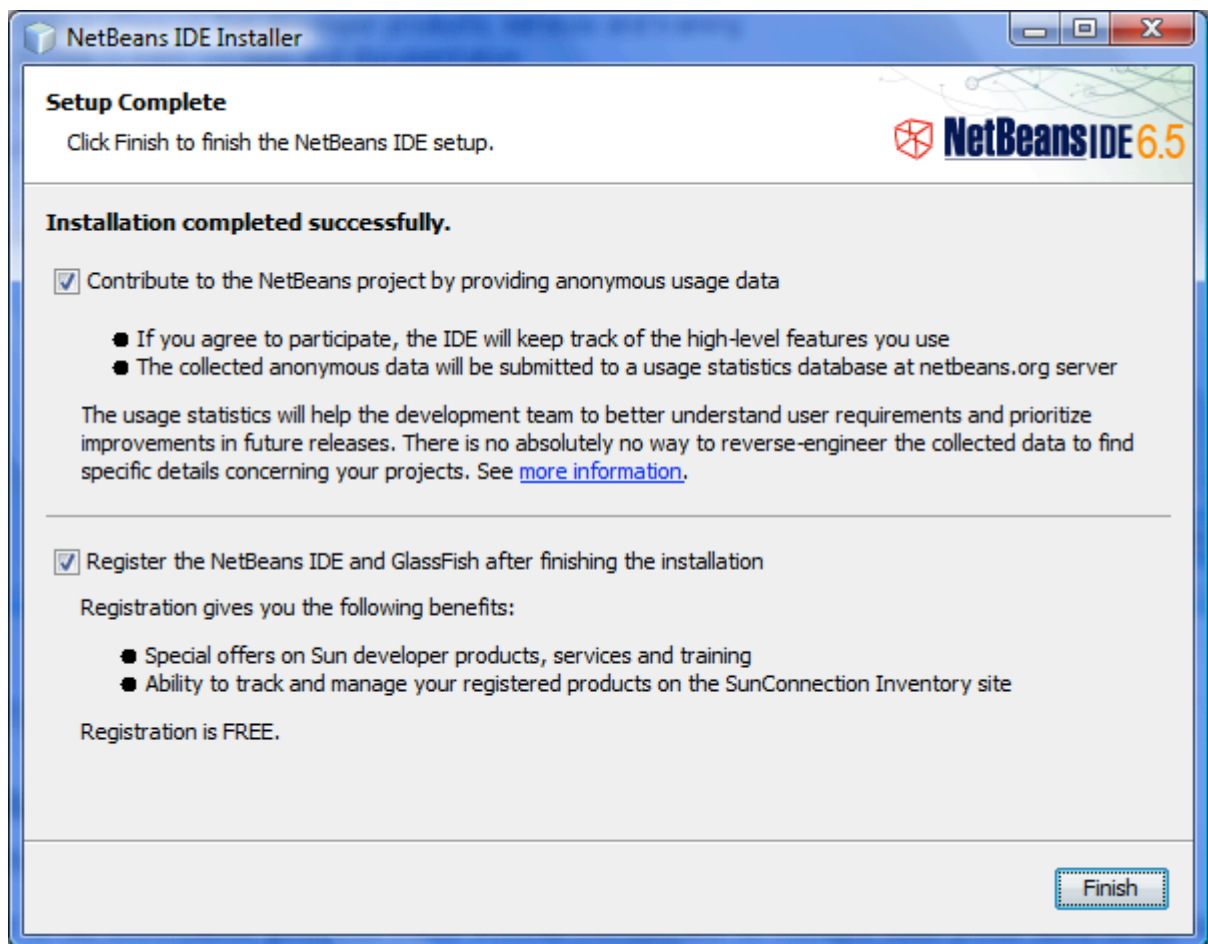 NetBeans IDE Installer
Setup Complete
Click Finish to finish the NetBeans IDE setup.
NetBeans IDE 6.5
Installation completed successfully.
Contribute to the NetBeans project by providing anonymous usage data
● If you agree to participate, the IDE will keep track of the high-level features you use
● The collected anonymous data will be submitted to a usage statistics database at netbeans.org server
The usage statistics will help the development team to better understand user requirements and prioritize
improvements in future releases. There is no absolutely no way to reverse-engineer the collected data to find
specific details concerning your projects. See more information.
Register the NetBeans IDE and GlassFish after finishing the installation
Registration gives you the following benefits:
● Special offers on Sun developer products, services and training
● Ability to track and manage your registered products on the SunConnection Inventory site
Registration is FREE.
Finish